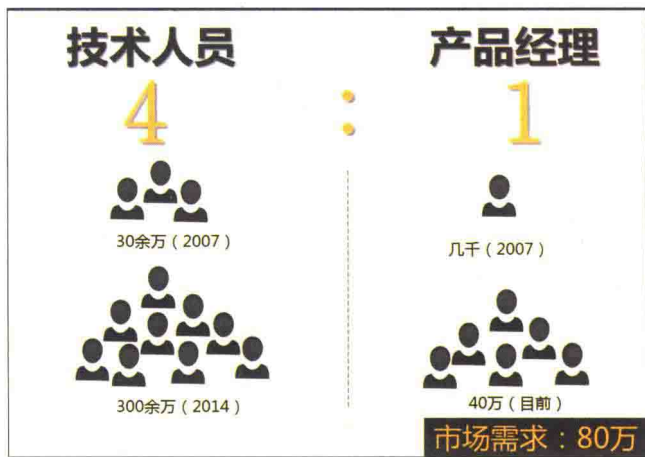 技术人员
产品经理
4 : 1
30余万（2007）
几千（2007）
300余万（2014）
40万（目前）
市场需求：80万